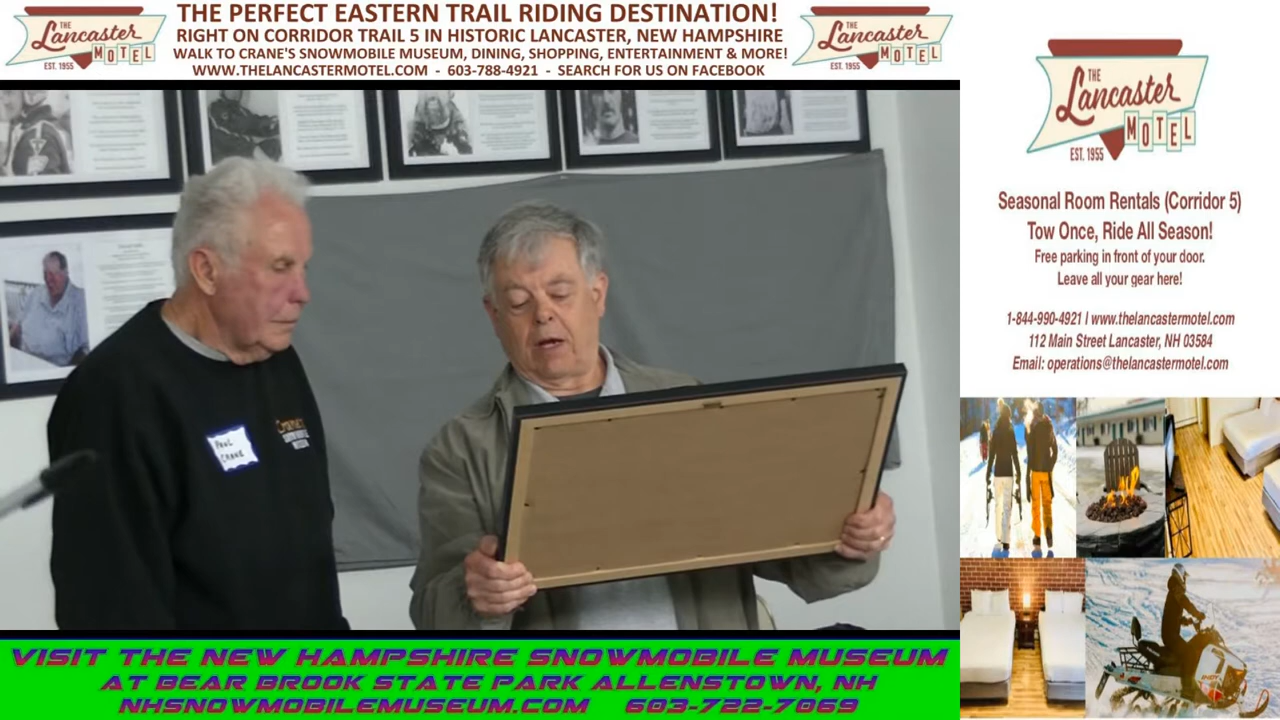 THE PERFECT EASTERN TRAIL RIDING DESTINATION!
RIGHT ON CORRIDOR TRAIL 5 IN HISTORIC LANCASTER, NEW HAMPSHIRE
WALK TO CRANE'S SNOWMOBILE MUSEUM, DINING, SHOPPING, ENTERTAINMENT & MORE!
WWW.THELANCASTERMOTEL.COM - 603-788-4921 - SEARCH FOR US ON FACEBOOK
THE
Lancaster
MOTEL
EST. 1955
THE
Lancaster
MOTEL
EST. 1955
THE
Lancaster
MOTEL
EST. 1955
Seasonal Room Rentals (Corridor 5)
Tow Once, Ride All Season!
Free parking in front of your door.
Leave all your gear here!
1-844-990-4921 | www.thelancastermotel.com
112 Main Street Lancaster, NH 03584
Email: operations@thelancastermotel.com
PAUL
CRANE
VISIT THE NEW HAMPSHIRE SNOWMOBILE MUSEUM
AT BEAR BROOK STATE PARK ALLENSTOWN, NH
NHSNOWMOBILEMUSEUM.COM 603-722-7069